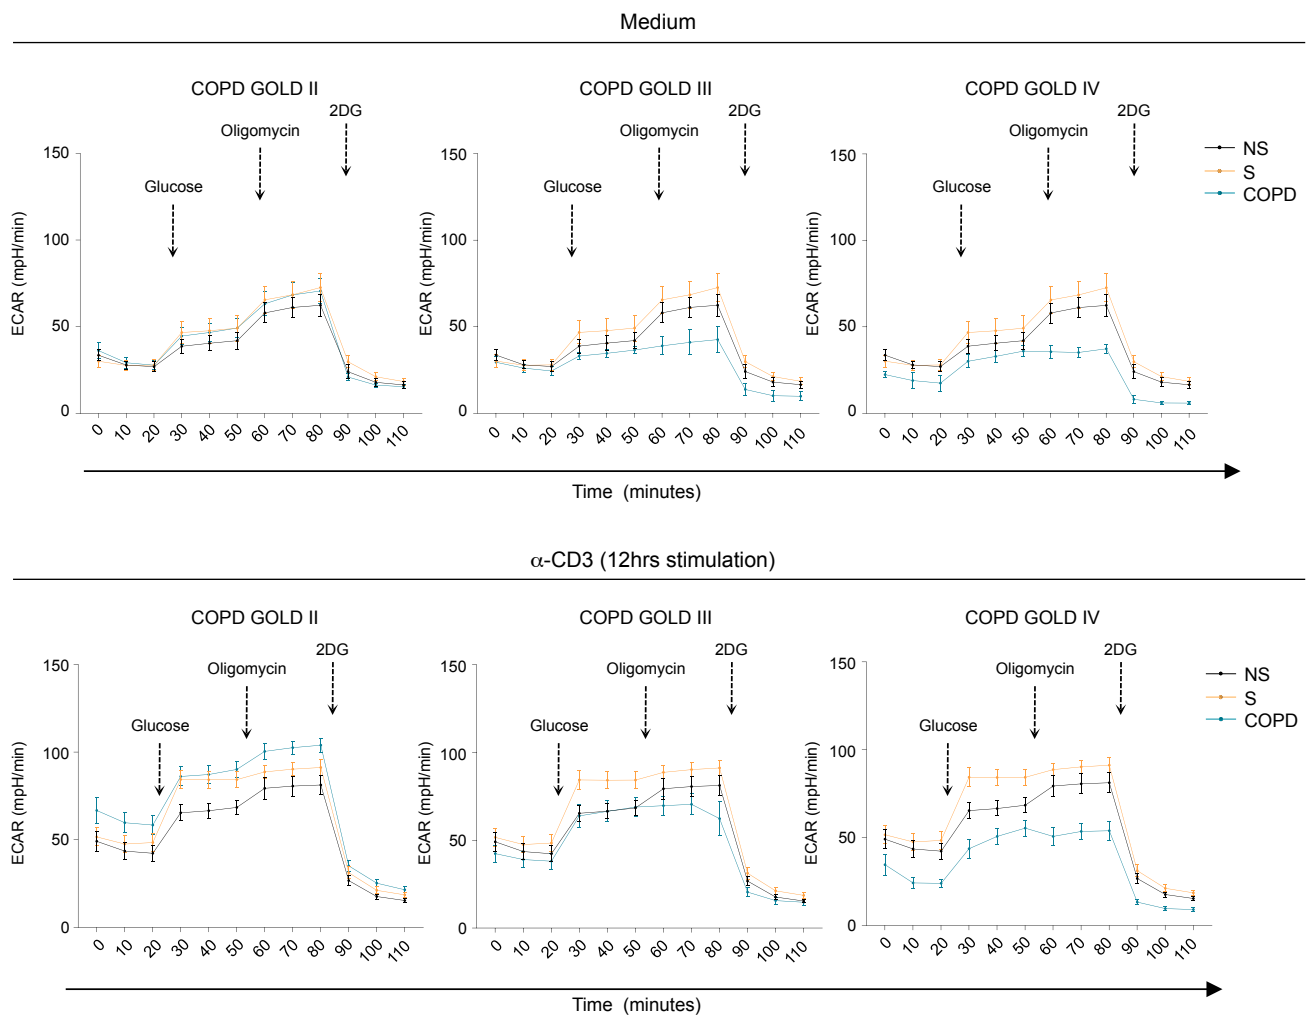 Medium
COPD GOLD II
COPD GOLD III
COPD GOLD IV
2DG
2DG
2DG
Oligomycin
Oligomycin
Oligomycin
Glucose
Glucose
Glucose
NS
S
COPD
ECAR (mpH/min)
150
100
50
0
0 10 20 30 40 50 60 70 80 90 100 110
ECAR (mpH/min)
150
100
50
0
0 10 20 30 40 50 60 70 80 90 100 110
ECAR (mpH/min)
150
100
50
0
0 10 20 30 40 50 60 70 80 90 100 110
Time (minutes)
α-CD3 (12hrs stimulation)
COPD GOLD II
COPD GOLD III
COPD GOLD IV
2DG
2DG
2DG
Oligomycin
Oligomycin
Oligomycin
Glucose
Glucose
Glucose
NS
S
COPD
ECAR (mpH/min)
150
100
50
0
0 10 20 30 40 50 60 70 80 90 100 110
ECAR (mpH/min)
150
100
50
0
0 10 20 30 40 50 60 70 80 90 100 110
ECAR (mpH/min)
150
100
50
0
0 10 20 30 40 50 60 70 80 90 100 110
Time (minutes)